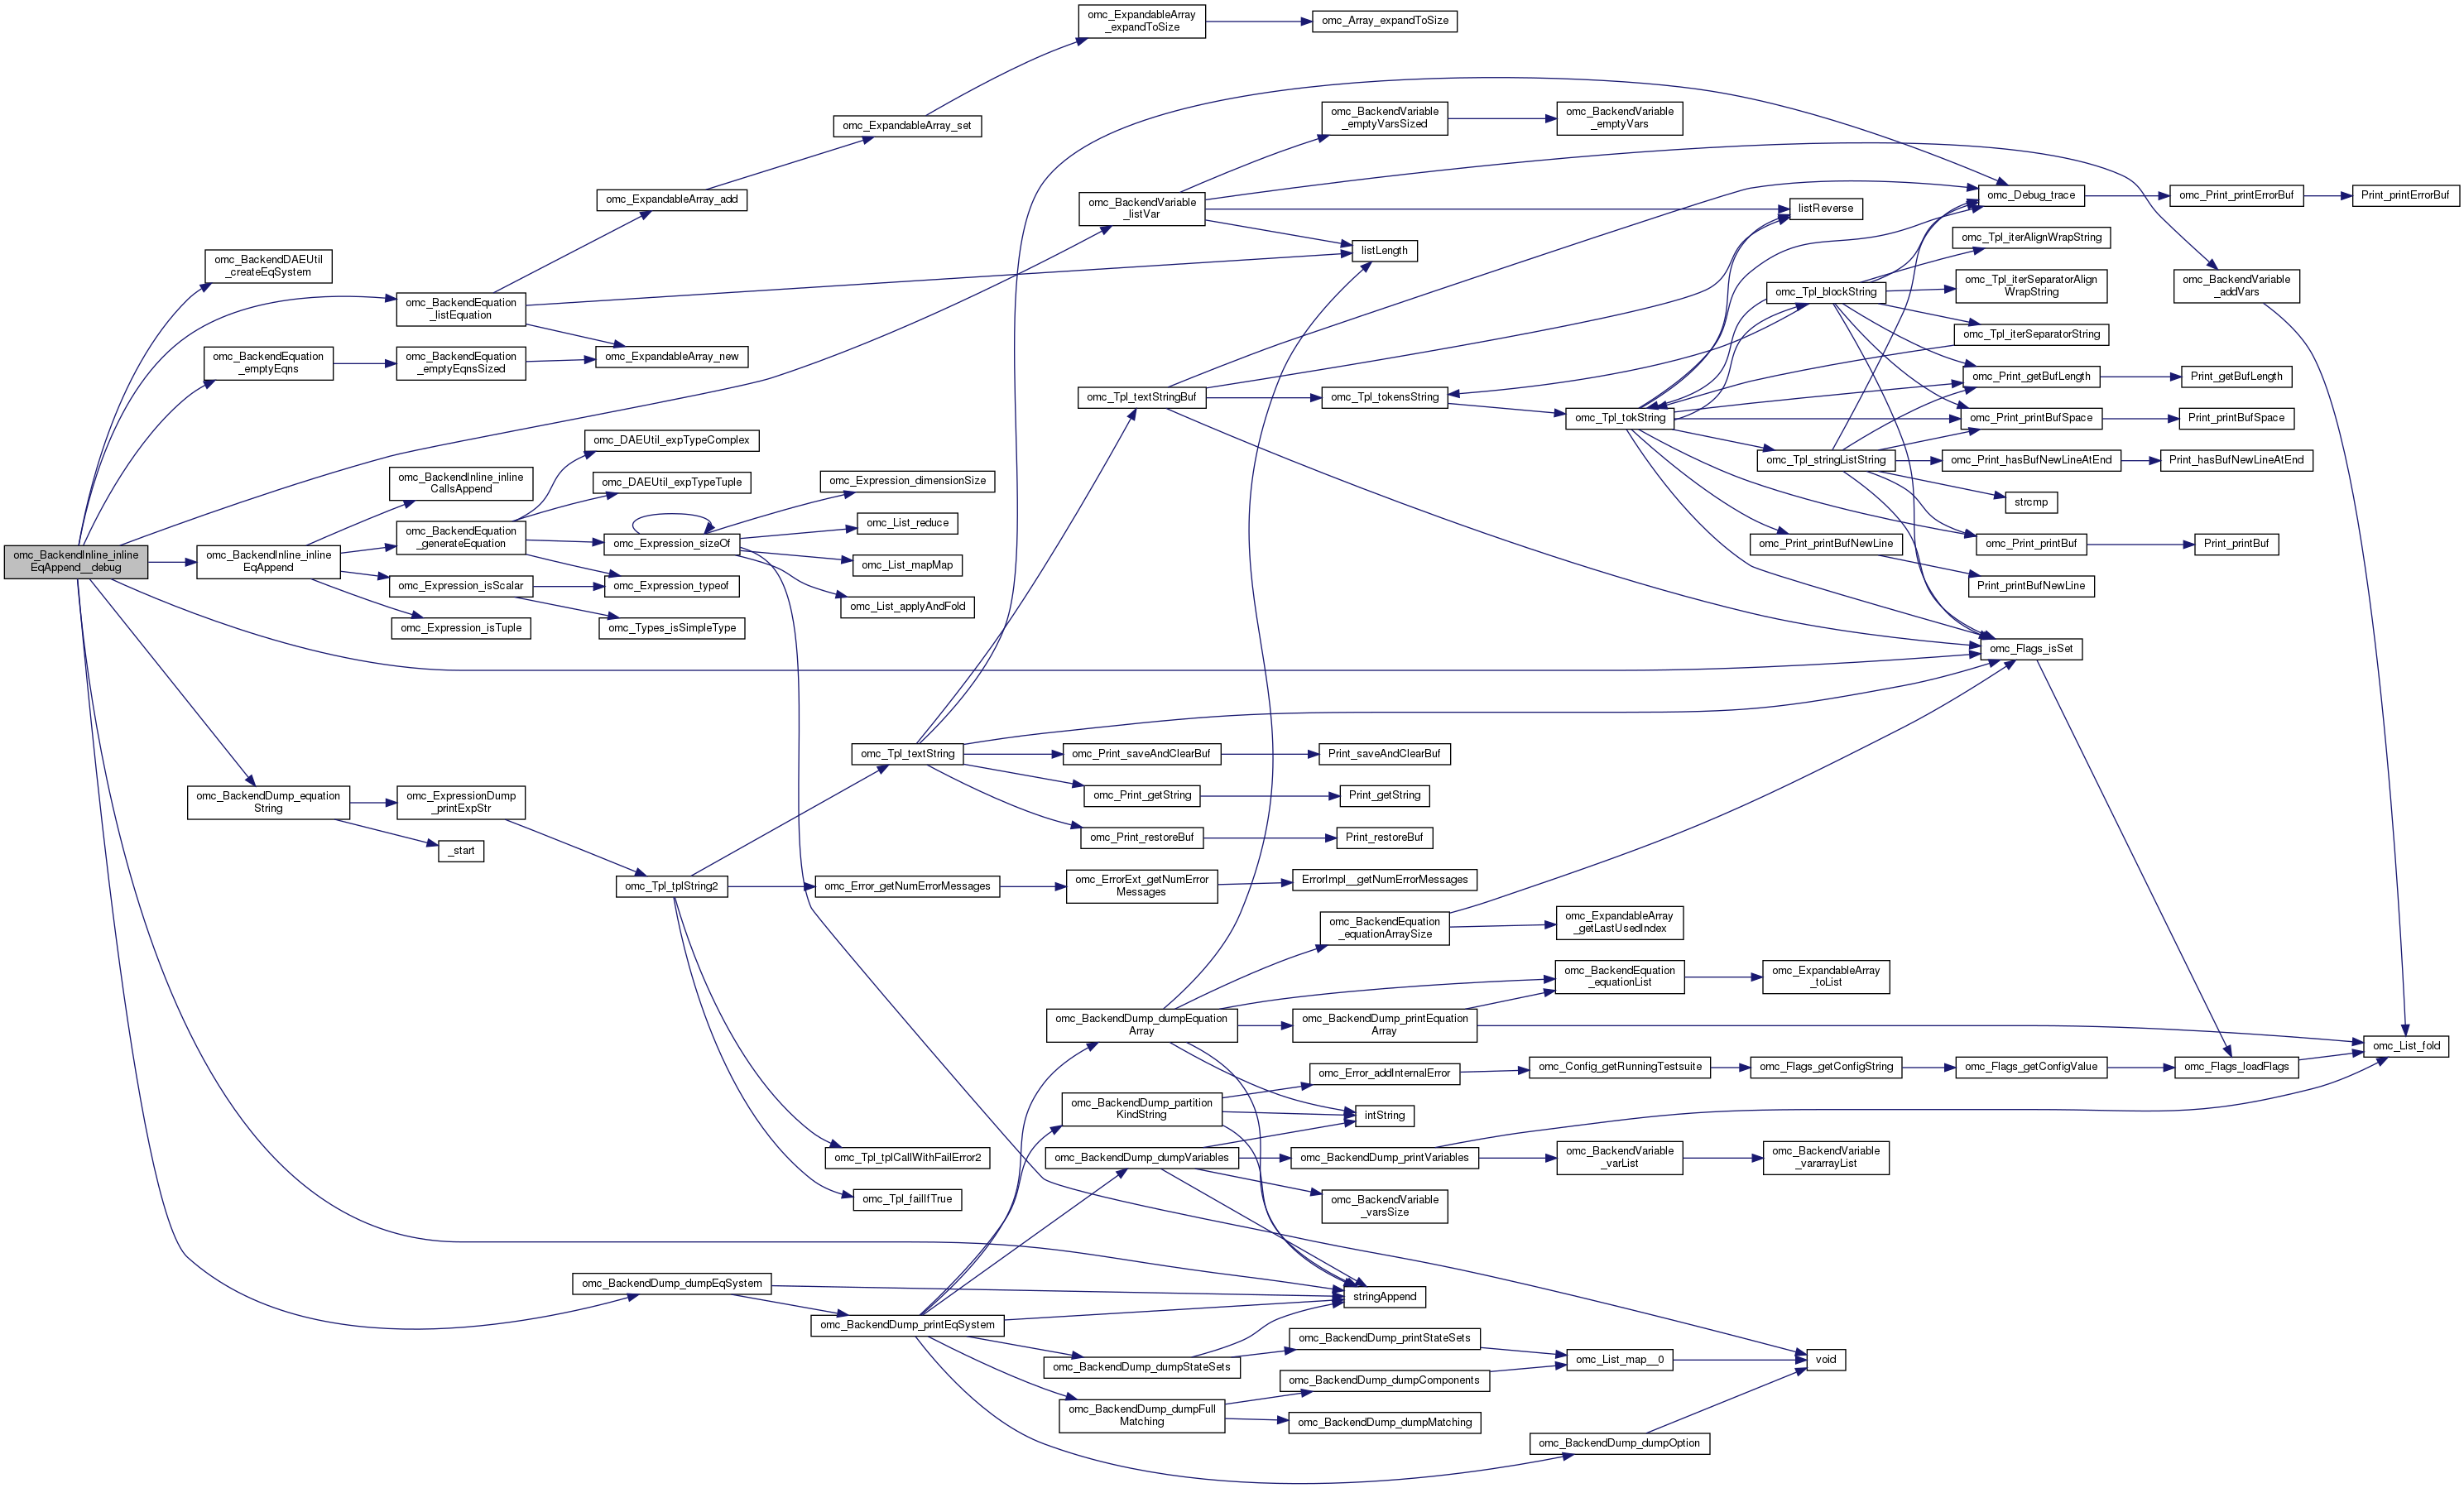 omc_BackendInline_inline
EqAppend__debug
omc_BackendDAEUtil
_createEqSystem
omc_BackendEquation
_emptyEqns
omc_BackendInline_inline
EqAppend
omc_BackendDump_equation
String
omc_BackendEquation
_listEquation
omc_BackendEquation
_emptyEqnsSized
omc_BackendInline_inline
CallsAppend
omc_BackendEquation
_generateEquation
omc_Expression_isScalar
omc_Expression_isTuple
omc_ExpressionDump
_printExpStr
_start
omc_ExpandableArray_add
omc_ExpandableArray_new
omc_DAEUtil_expTypeComplex
omc_DAEUtil_expTypeTuple
omc_Expression_sizeOf
omc_Expression_typeof
omc_Types_isSimpleType
omc_Tpl_tplString2
omc_BackendDump_dumpEqSystem
omc_ExpandableArray_set
omc_Expression_dimensionSize
omc_List_reduce
omc_List_mapMap
omc_List_applyAndFold
omc_Tpl_textString
omc_Error_getNumErrorMessages
omc_Tpl_tplCallWithFailError2
omc_Tpl_failIfTrue
omc_BackendDump_printEqSystem
omc_ExpandableArray
_expandToSize
omc_BackendVariable
_listVar
omc_Tpl_textStringBuf
omc_Print_saveAndClearBuf
omc_Print_getString
omc_Print_restoreBuf
omc_ErrorExt_getNumError
Messages
omc_BackendDump_dumpEquation
Array
omc_BackendDump_partition
KindString
omc_BackendDump_dumpVariables
omc_BackendDump_dumpStateSets
omc_BackendDump_dumpFull
Matching
omc_Array_expandToSize
omc_BackendVariable
_emptyVarsSized
listLength
omc_Tpl_tokensString
Print_saveAndClearBuf
Print_getString
Print_restoreBuf
ErrorImpl__getNumErrorMessages
omc_BackendEquation
_equationArraySize
omc_BackendDump_printEquation
Array
omc_Error_addInternalError
intString
omc_BackendDump_printVariables
omc_BackendVariable
_varsSize
stringAppend
omc_BackendDump_printStateSets
omc_BackendDump_dumpComponents
omc_BackendDump_dumpMatching
omc_BackendVariable
_emptyVars
omc_Tpl_tokString
omc_ExpandableArray
_getLastUsedIndex
omc_BackendEquation
_equationList
omc_Config_getRunningTestsuite
omc_BackendVariable
_varList
omc_List_map__0
omc_BackendDump_dumpOption
listReverse
omc_Tpl_blockString
omc_Tpl_stringListString
omc_Print_printBufNewLine
omc_ExpandableArray
_toList
omc_Flags_getConfigString
omc_BackendVariable
_vararrayList
void
omc_Debug_trace
omc_Tpl_iterAlignWrapString
omc_Tpl_iterSeparatorAlign
WrapString
omc_Tpl_iterSeparatorString
omc_Print_getBufLength
omc_Print_printBufSpace
omc_Print_hasBufNewLineAtEnd
strcmp
omc_Print_printBuf
Print_printBufNewLine
omc_Flags_isSet
omc_Flags_getConfigValue
omc_Print_printErrorBuf
omc_BackendVariable
_addVars
Print_getBufLength
Print_printBufSpace
Print_hasBufNewLineAtEnd
Print_printBuf
omc_Flags_loadFlags
Print_printErrorBuf
omc_List_fold